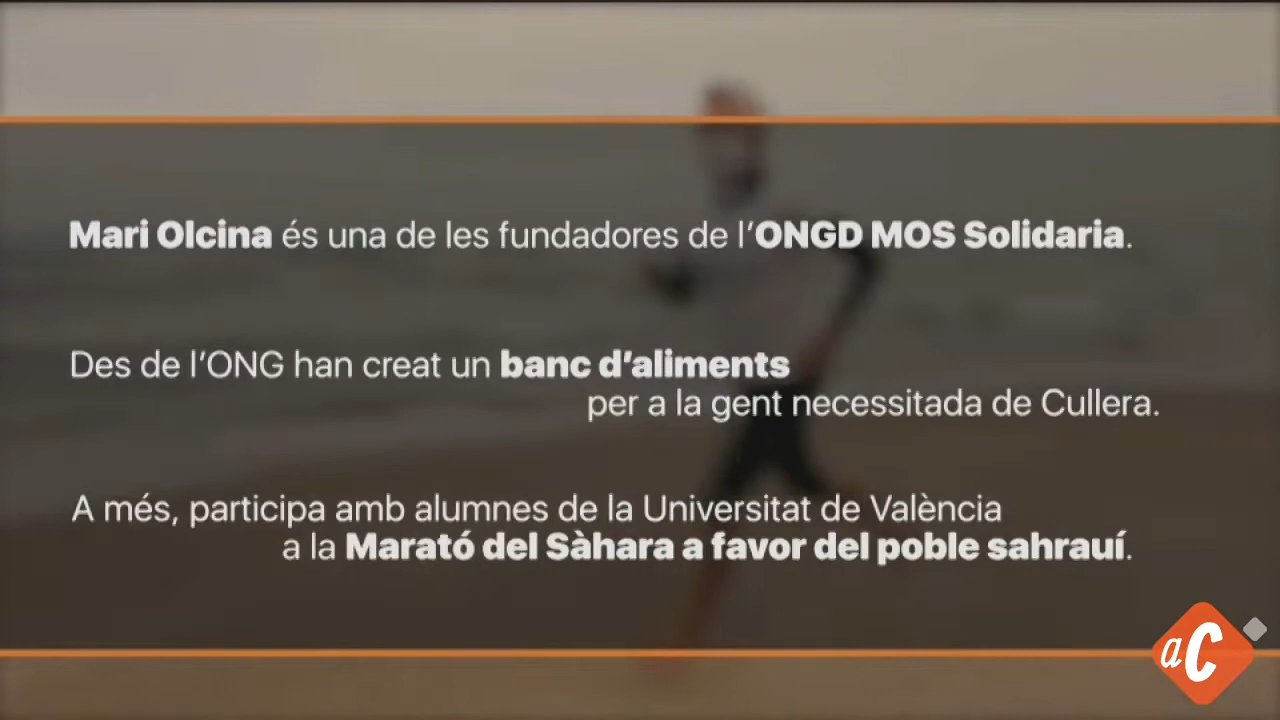 Mari Olcina és una de les fundadores de l'ONGD MOS Solidaria.
Des de l'ONG han creat un banc d'aliments
per a la gent necessitada de Cullera.
A més, participa amb alumnes de la Universitat de València
a la Marató del Sàhara a favor del poble sahrauí.
aC